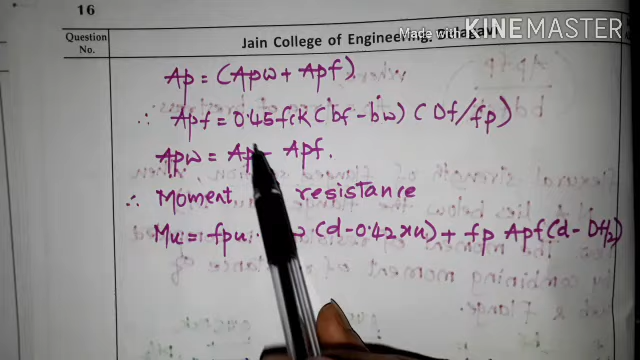 16
Question No.
Jain College of Engineering,
Made with KINEMASTER
Ap = (Apw + Apf)
∴ Apf = 0.45 fck (bf - bw) (Df/fp)
Apw = Ap - Apf.
∴ Moment resistance
Mu = fpu. (d - 0.42 xu) + fp Apf (d - Df/2)